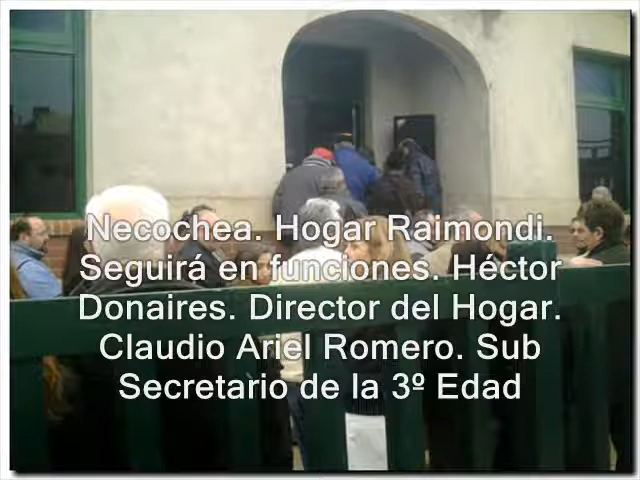 Necochea. Hogar Raimondi.
Seguirá en funciones. Héctor
Donaires. Director del Hogar.
Claudio Ariel Romero. Sub
Secretario de la 3º Edad